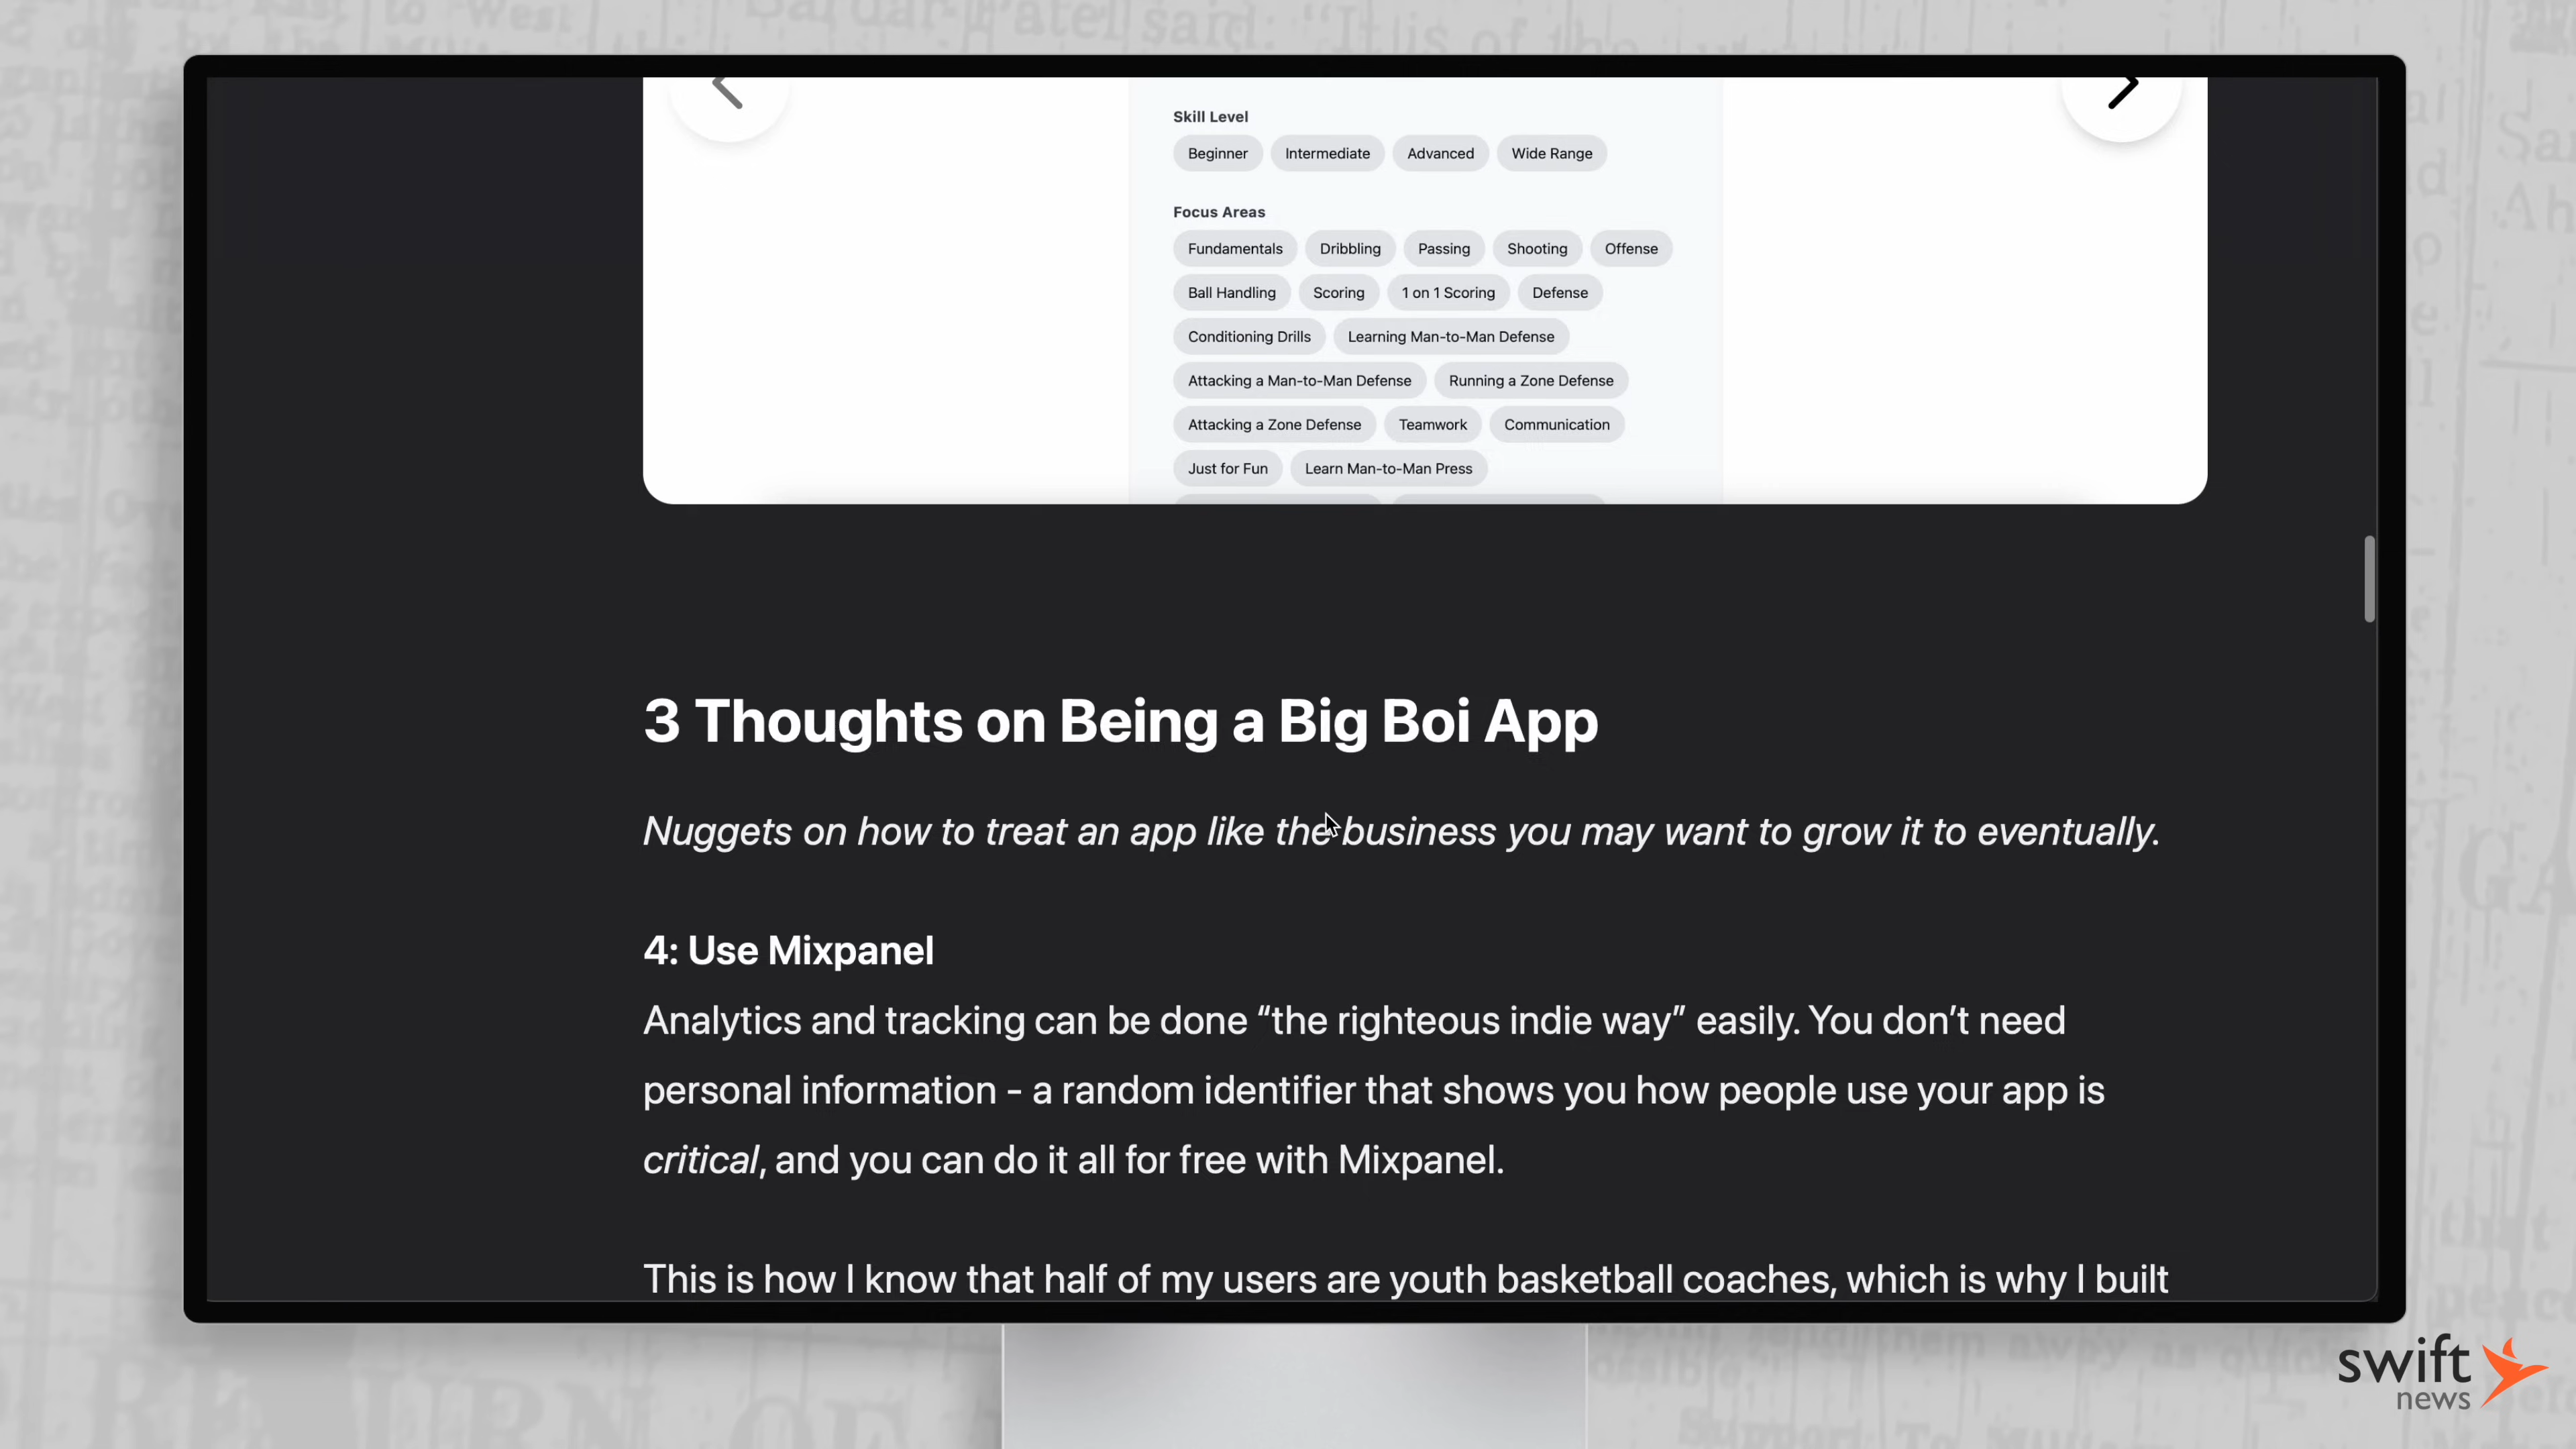 Skill Level
Beginner Intermediate Advanced Wide Range
Focus Areas
Fundamentals Dribbling Passing Shooting Offense
Ball Handling Scoring 1 on 1 Scoring Defense
Conditioning Drills Learning Man-to-Man Defense
Attacking a Man-to-Man Defense Running a Zone Defense
Attacking a Zone Defense Teamwork Communication
Just for Fun Learn Man-to-Man Press
3 Thoughts on Being a Big Boi App
Nuggets on how to treat an app like the business you may want to grow it to eventually.
4: Use Mixpanel
Analytics and tracking can be done “the righteous indie way” easily. You don’t need
personal information - a random identifier that shows you how people use your app is
critical, and you can do it all for free with Mixpanel.
This is how I know that half of my users are youth basketball coaches, which is why I built
swift
news